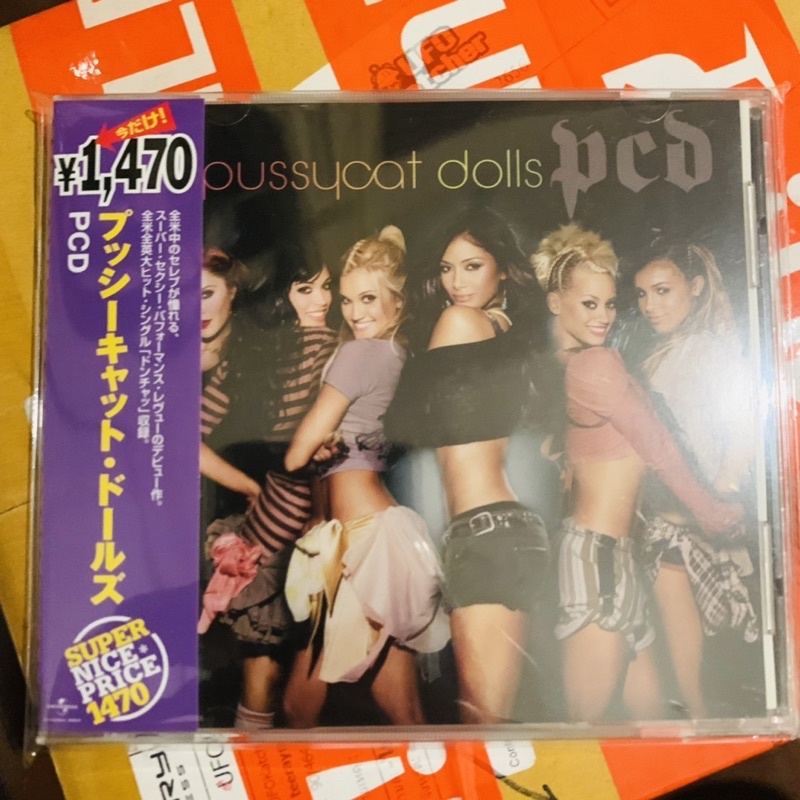 今だけ!
¥1,470
pussycat dolls
pcd
プッシーキャット・ドールズ
PCD
全米中のセレブが憧れる、
スーパー・セクシー・パフォーマンス・レヴューのデビュー作。
全米全英大ヒット・シングル「ドンチャッ」収録。
SUPER
NICE
PRICE
1470
UFO
cher